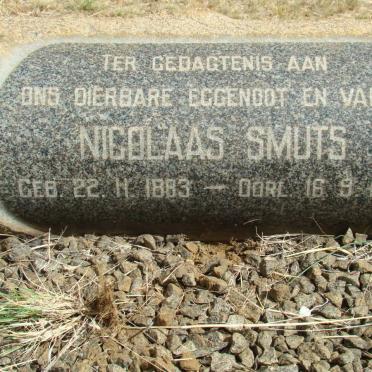 TER GEDAGTENIS AAN
ONS DIERBARE EGGENOOT EN VA
NICOLAAS SMUTS
GEB 22.11.1883 — OORL 16.9.